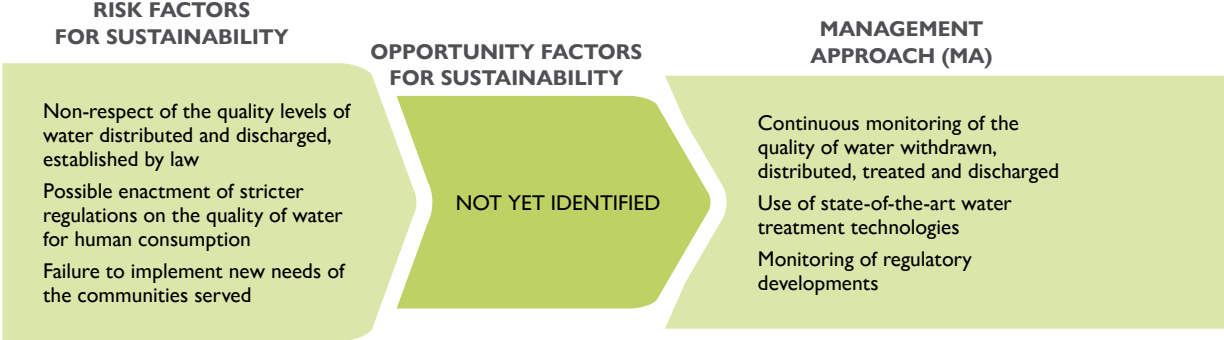 RISK FACTORS
FOR SUSTAINABILITY
Non-respect of the quality levels of
water distributed and discharged,
established by law
Possible enactment of stricter
regulations on the quality of water
for human consumption
Failure to implement new needs of
the communities served
OPPORTUNITY FACTORS
FOR SUSTAINABILITY
NOT YET IDENTIFIED
MANAGEMENT
APPROACH (MA)
Continuous monitoring of the
quality of water withdrawn,
distributed, treated and discharged
Use of state-of-the-art water
treatment technologies
Monitoring of regulatory
developments